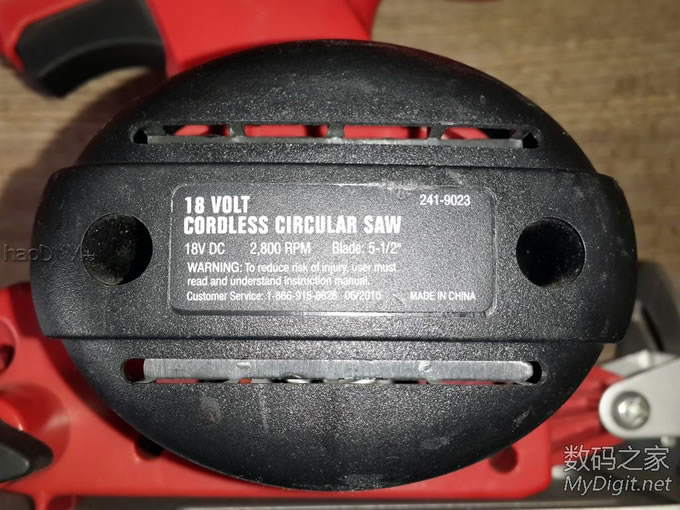 18 VOLT 241-9023
CORDLESS CIRCULAR SAW
18V DC 2,800 RPM Blade: 5-1/2"
WARNING: To reduce risk of injury, user must
read and understand instruction manual.
Customer Service: 1-866-915-8626 06/2010 MADE IN CHINA
数码之家
MyDigit.net